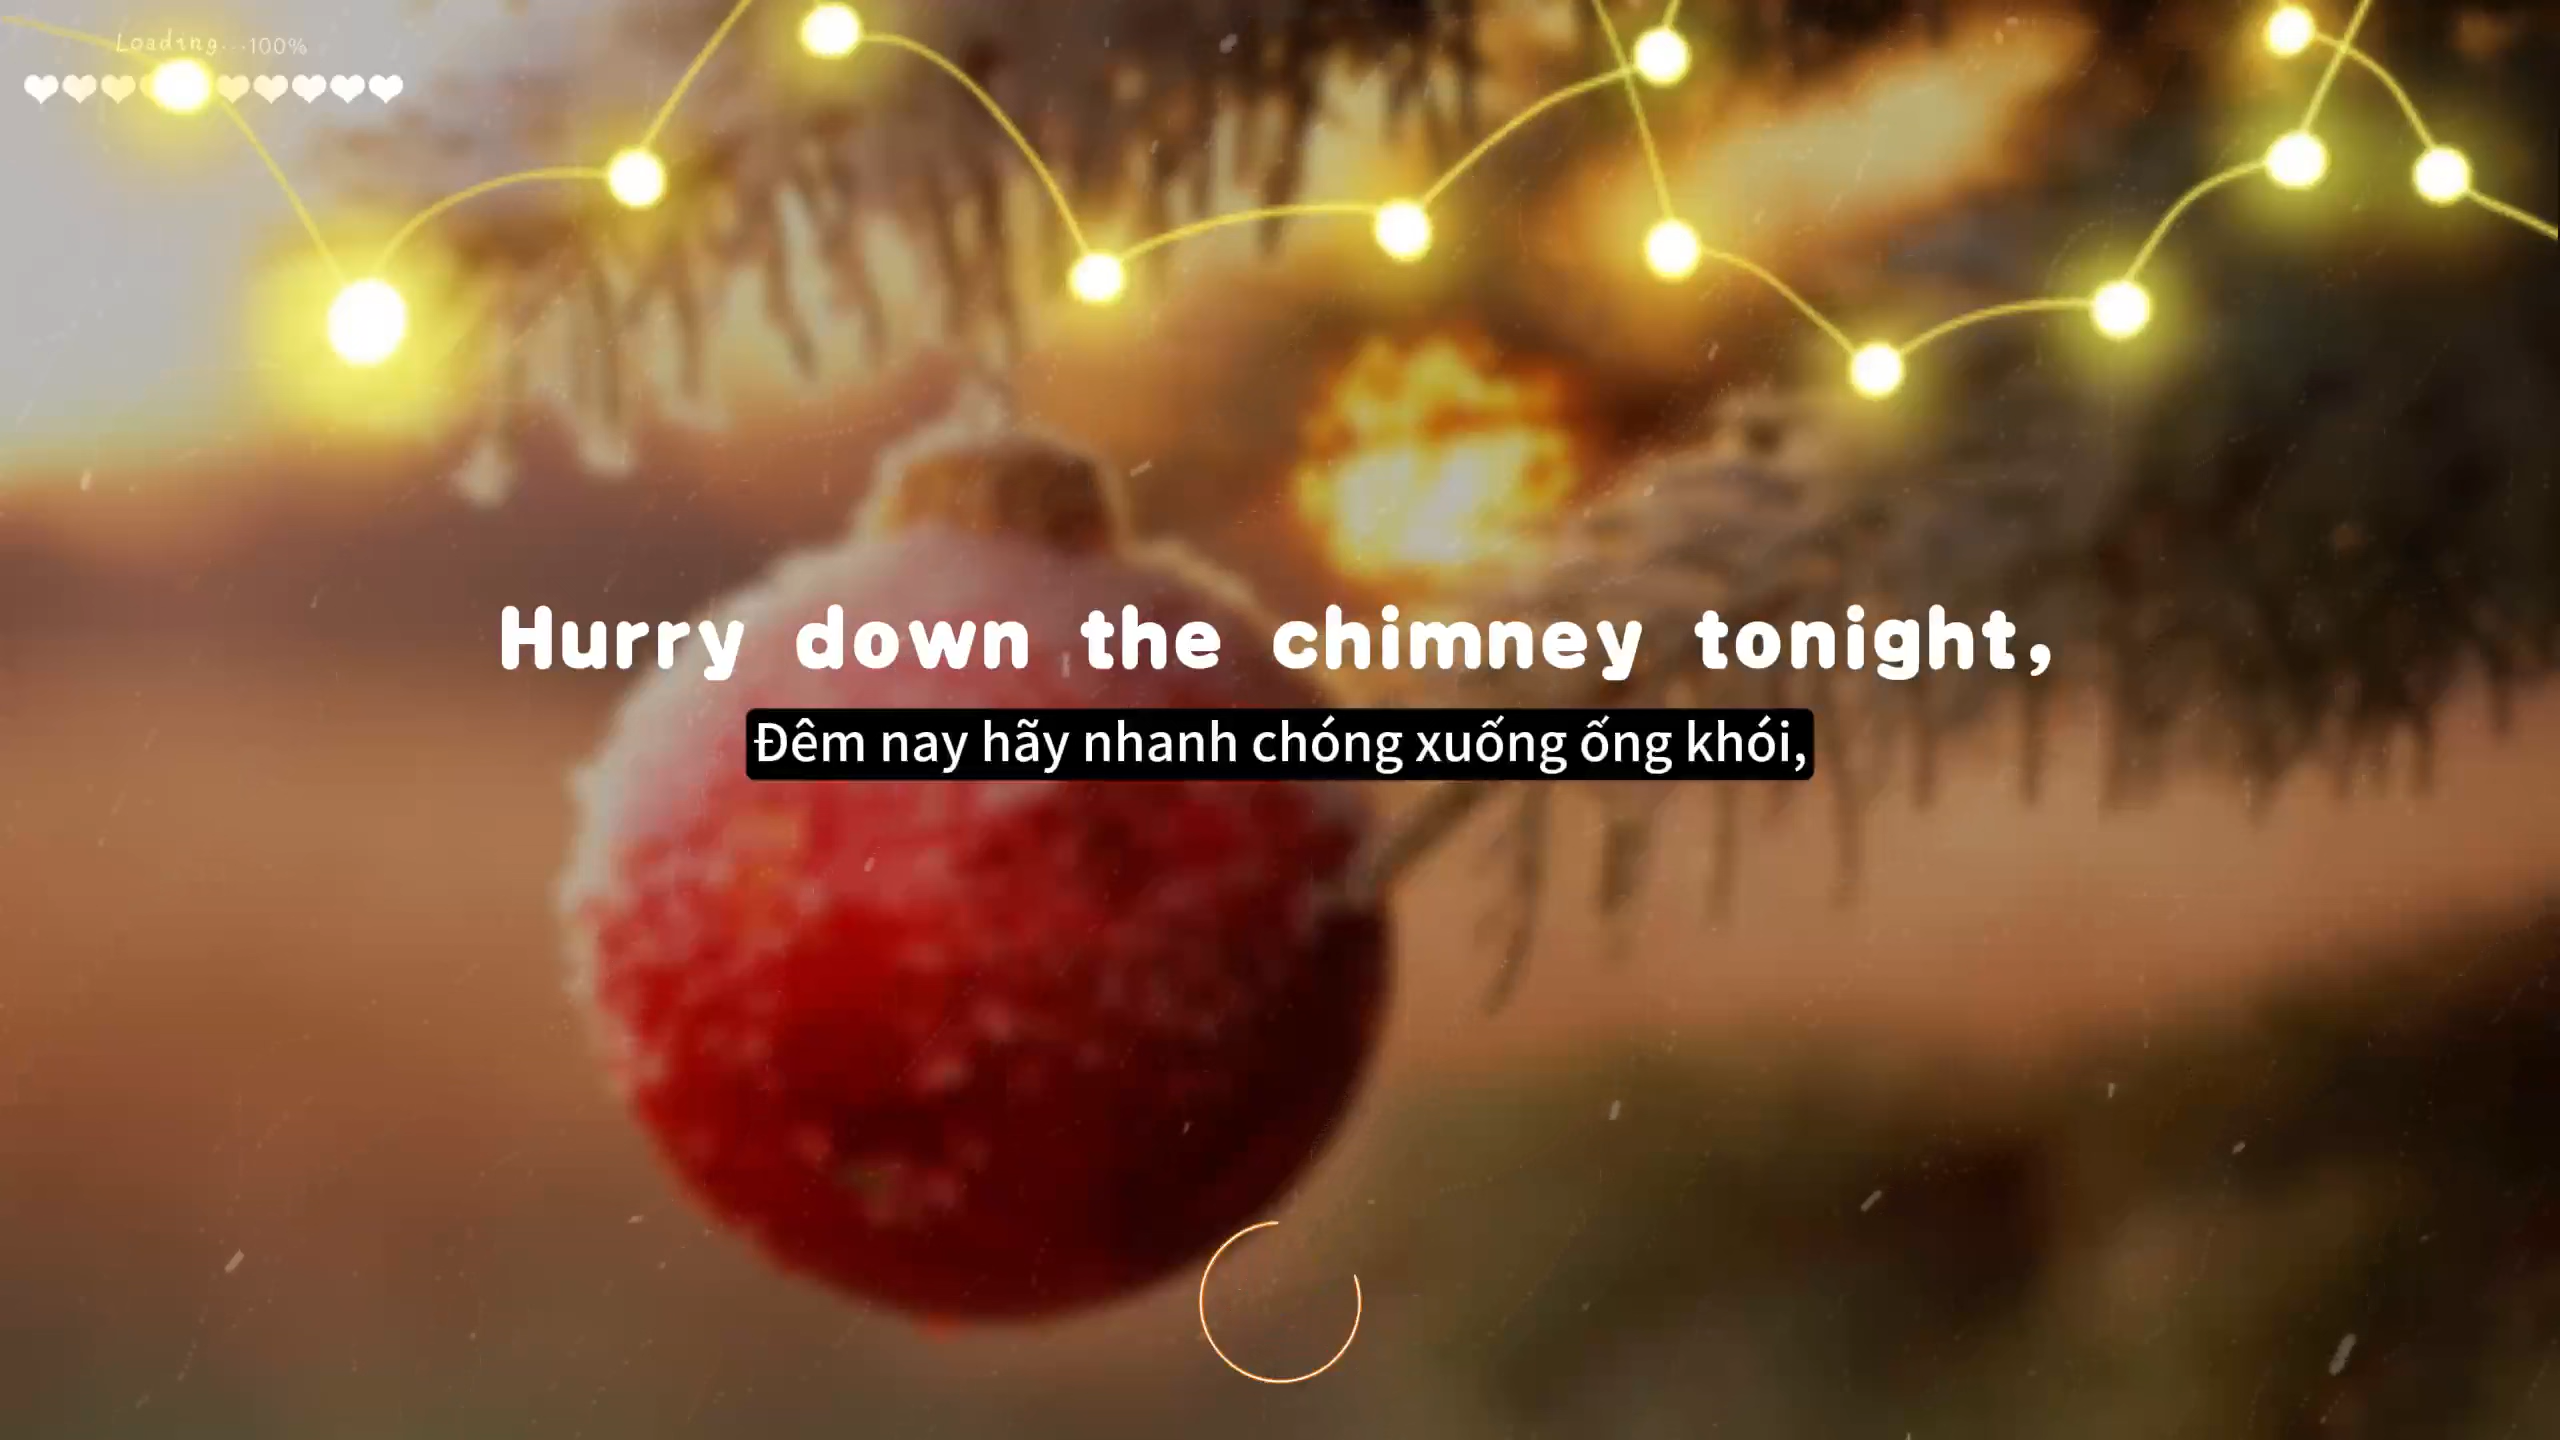 Loading...100%
Hurry down the chimney tonight,
Đêm nay hãy nhanh chóng xuống ống khói,